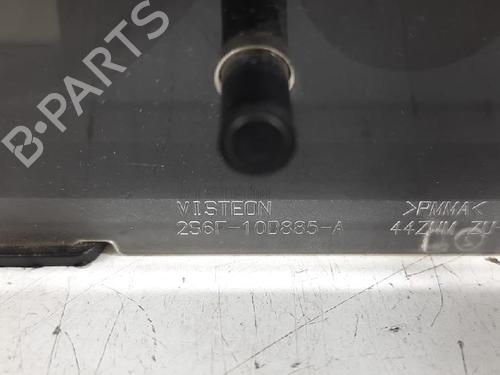 B-PARTS
VISTEON
2S6F-10D885-A
>PMMA<